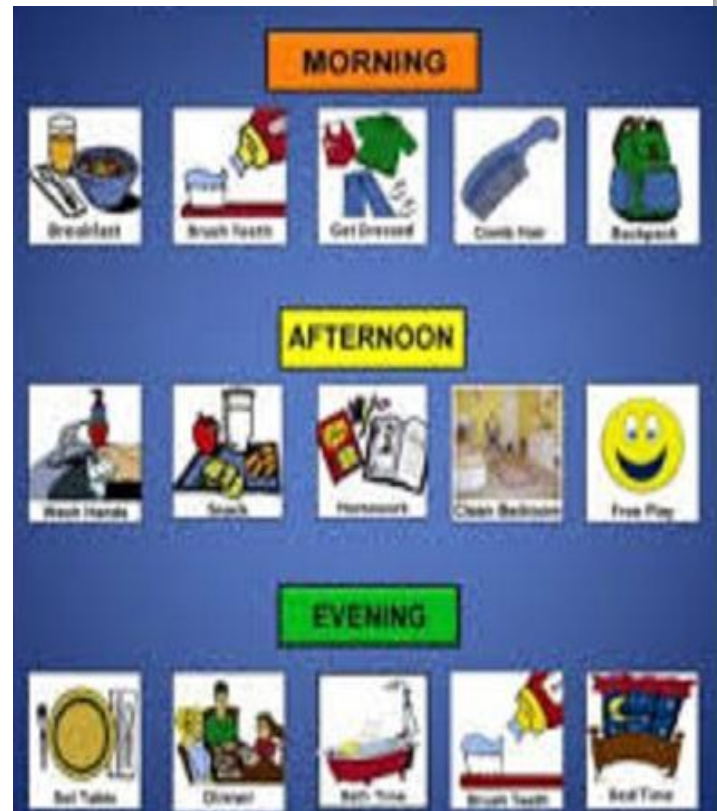 MORNING
Breakfast
Brush Teeth
Get Dressed
Comb Hair
Backpack
AFTERNOON
Wash Hands
Snack
Homework
Clean Bedroom
Free Play
EVENING
Set Table
Dinner
Bath Time
Brush Teeth
Bed Time